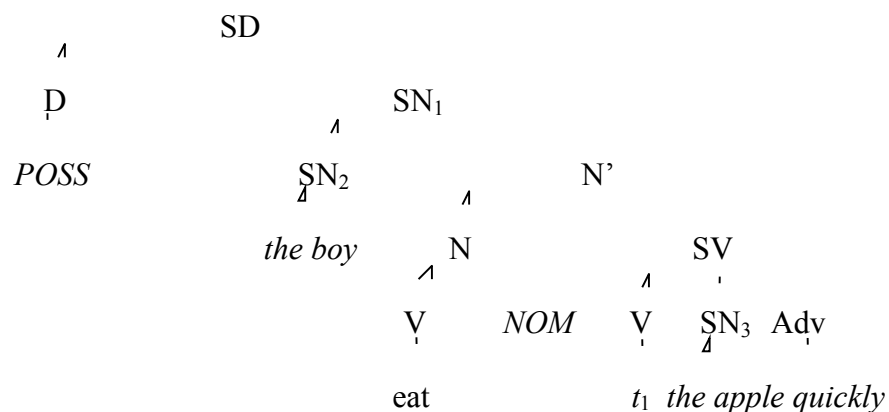 SD
D SN₁
POSS SN₂ N’
the boy N SV
V NOM V SN₃ Adv
eat t₁ the apple quickly